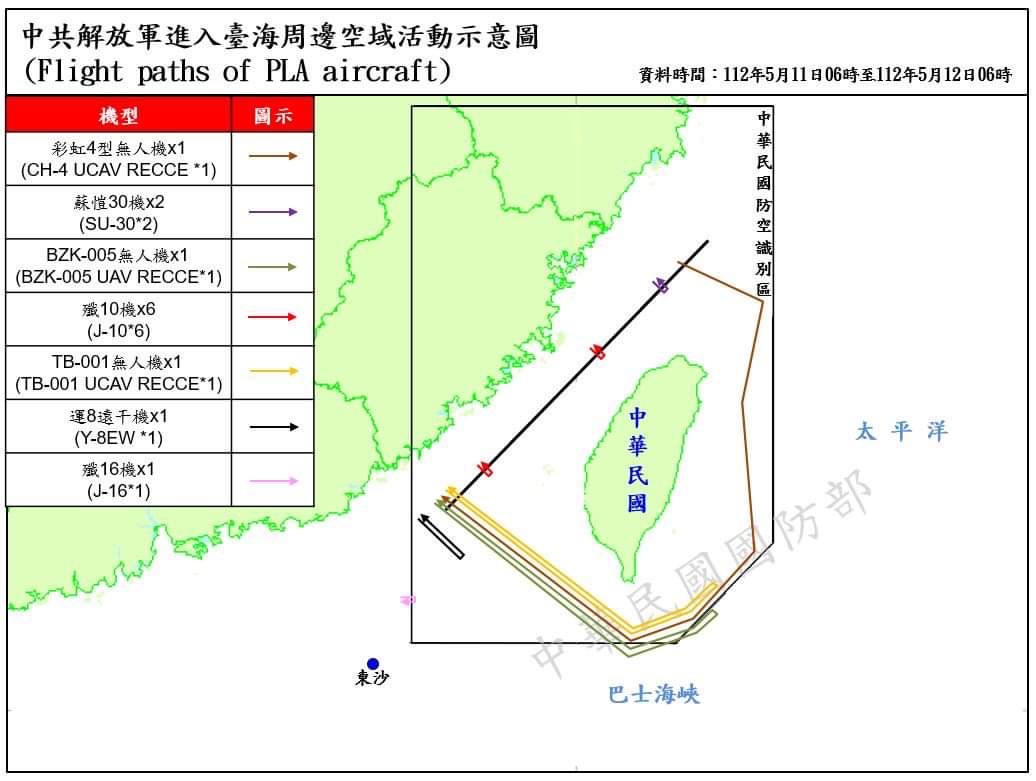 中共解放軍進入臺海周邊空域活動示意圖
(Flight paths of PLA aircraft)
資料時間：112年5月11日06時至112年5月12日06時
機型
圖示
彩虹4型無人機x1
(CH-4 UCAV RECCE *1)
蘇愷30機x2
(SU-30*2)
BZK-005無人機x1
(BZK-005 UAV RECCE*1)
殲10機x6
(J-10*6)
TB-001無人機x1
(TB-001 UCAV RECCE*1)
運8遠干機x1
(Y-8EW *1)
殲16機x1
(J-16*1)
中華民國防空識別區
中華民國
太平洋
中華民國國防部
東沙
巴士海峽